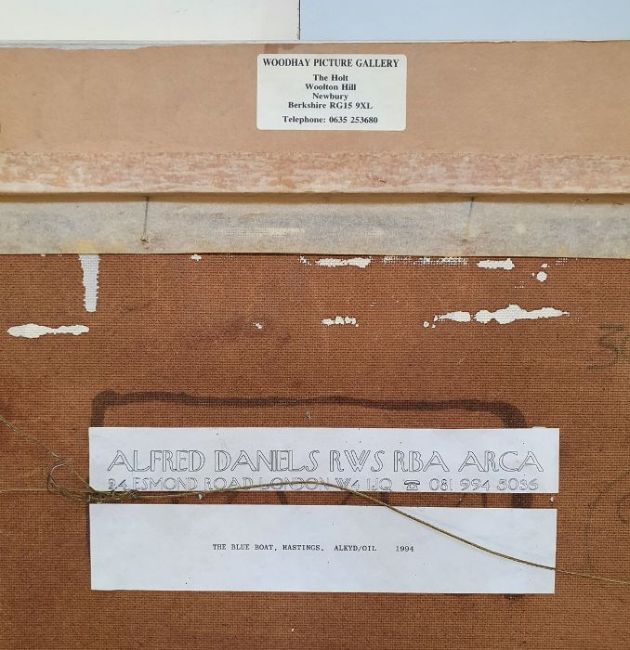 WOODHAY PICTURE GALLERY
The Holt
Woolton Hill
Newbury
Berkshire RG15 9XL
Telephone: 0635 253680
ALFRED DANIELS RWS RBA ARCA
24 ESMOND ROAD LONDON W4 1JQ ☎ 081 994 5036
THE BLUE BOAT, HASTINGS. ALKYD/OIL 1994